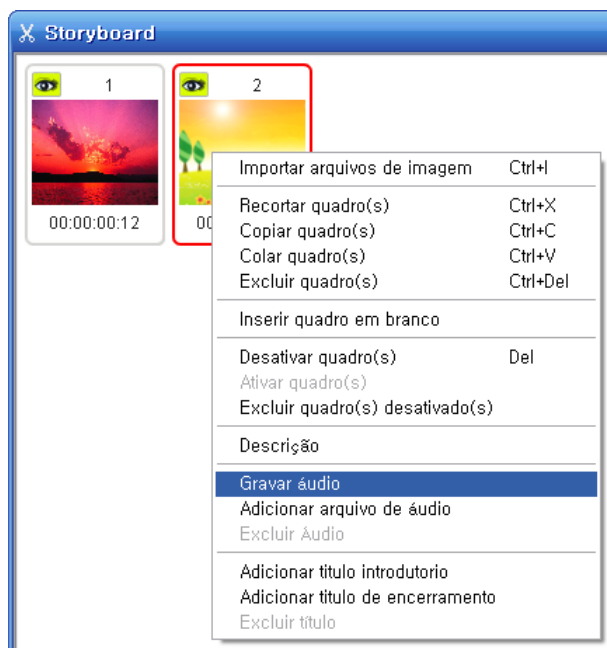 Storyboard
1 2
00:00:00:12 00
Importar arquivos de imagem Ctrl+I
Recortar quadro(s) Ctrl+X
Copiar quadro(s) Ctrl+C
Colar quadro(s) Ctrl+V
Excluir quadro(s) Ctrl+Del
Inserir quadro em branco
Desativar quadro(s) Del
Ativar quadro(s)
Excluir quadro(s) desativado(s)
Descrição
Gravar áudio
Adicionar arquivo de áudio
Excluir Áudio
Adicionar titulo introdutorio
Adicionar titulo de encerramento
Excluir título